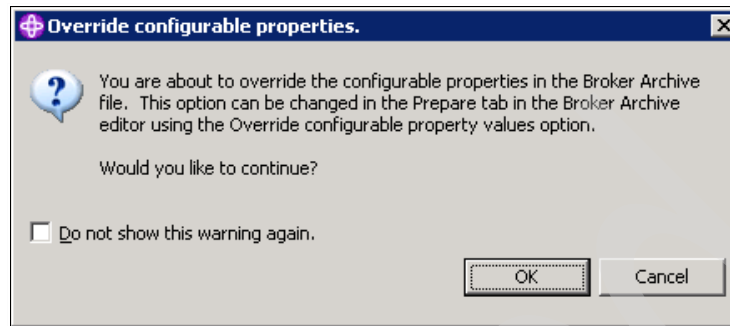 Override configurable properties.
You are about to override the configurable properties in the Broker Archive
file. This option can be changed in the Prepare tab in the Broker Archive
editor using the Override configurable property values option.
Would you like to continue?
Do not show this warning again.
OK
Cancel